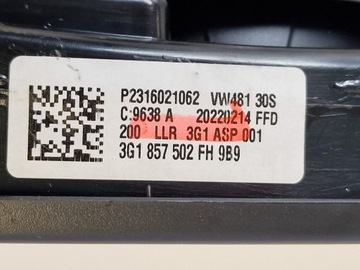 P2316021062 VW481 30S
C:9638 A 20220214 FFD
200 LLR 3G1 ASP 001
3G1 857 502 FH 9B9